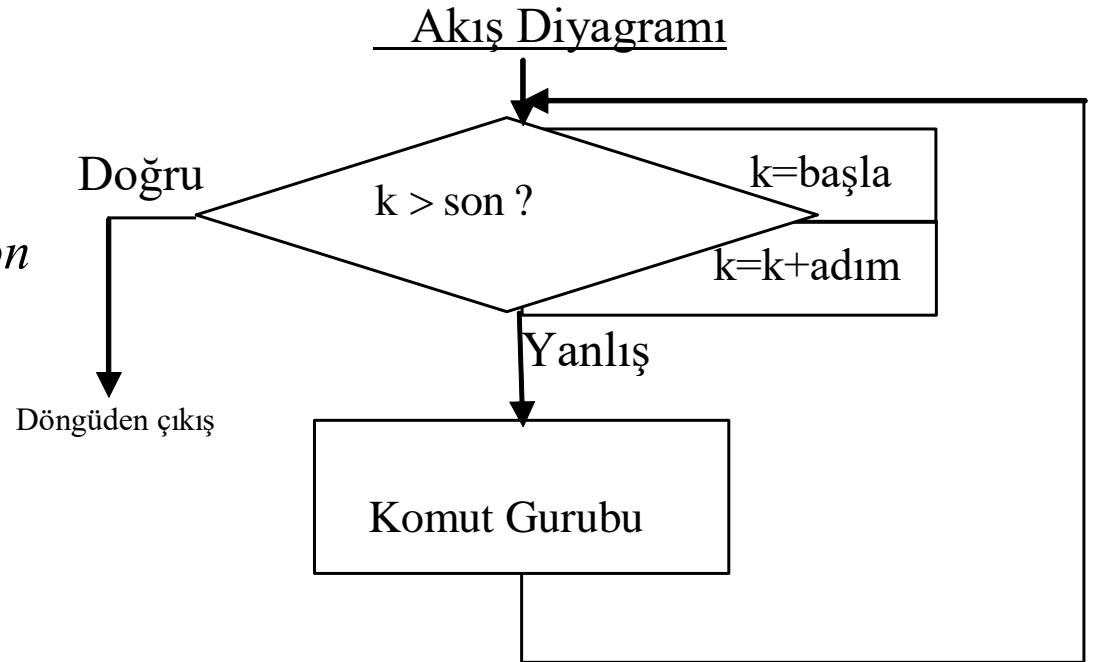 Akış Diyagramı
Doğru
k > son ?
k=başla
k=k+adım
Yanlış
Döngüden çıkış
Komut Gurubu